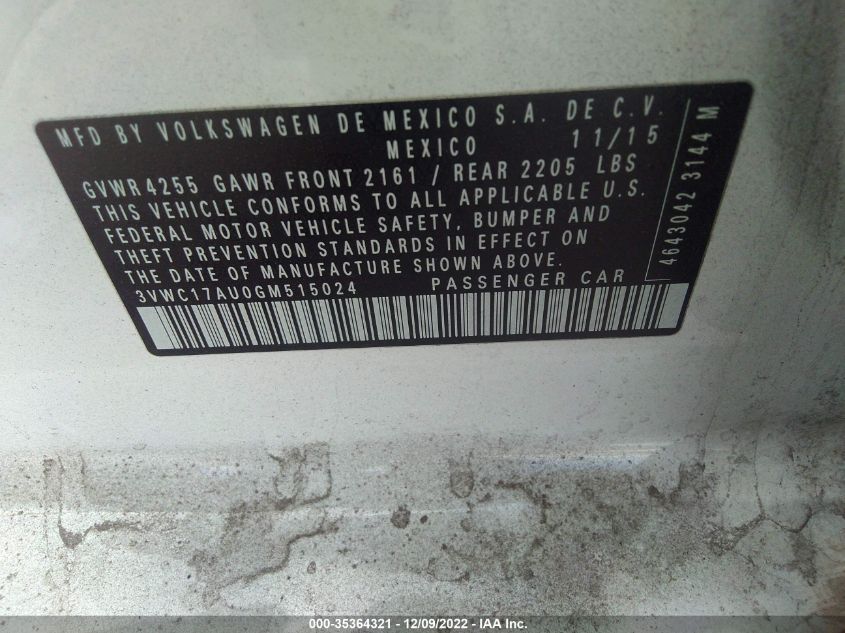 MFD BY VOLKSWAGEN DE MEXICO S.A. DE C.V.
MEXICO 11/15
GVWR 4255 GAWR FRONT 2161 / REAR 2205 LBS
THIS VEHICLE CONFORMS TO ALL APPLICABLE U.S.
FEDERAL MOTOR VEHICLE SAFETY, BUMPER AND
THEFT PREVENTION STANDARDS IN EFFECT ON
THE DATE OF MANUFACTURE SHOWN ABOVE.
3VWC17AU0GM515024 PASSENGER CAR
4643042 3144 M
000-35364321 - 12/09/2022 - IAA Inc.